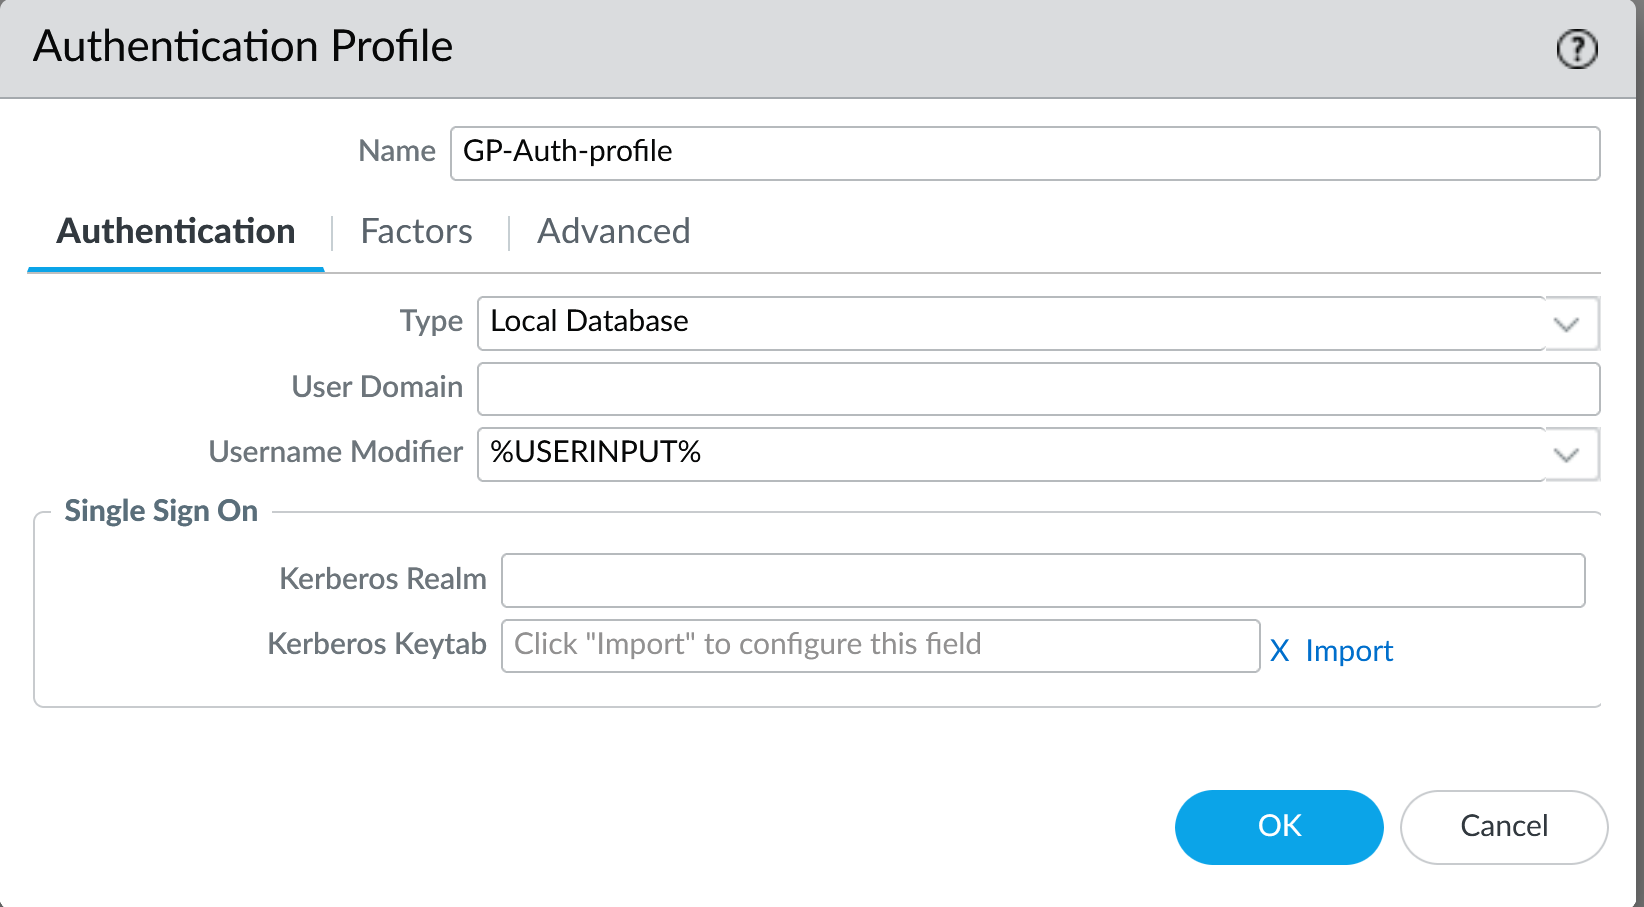 Authentication Profile
?
Name GP-Auth-profile
Authentication Factors Advanced
Type Local Database
User Domain
Username Modifier %USERINPUT%
Single Sign On
Kerberos Realm
Kerberos Keytab Click "Import" to configure this field X Import
OK Cancel